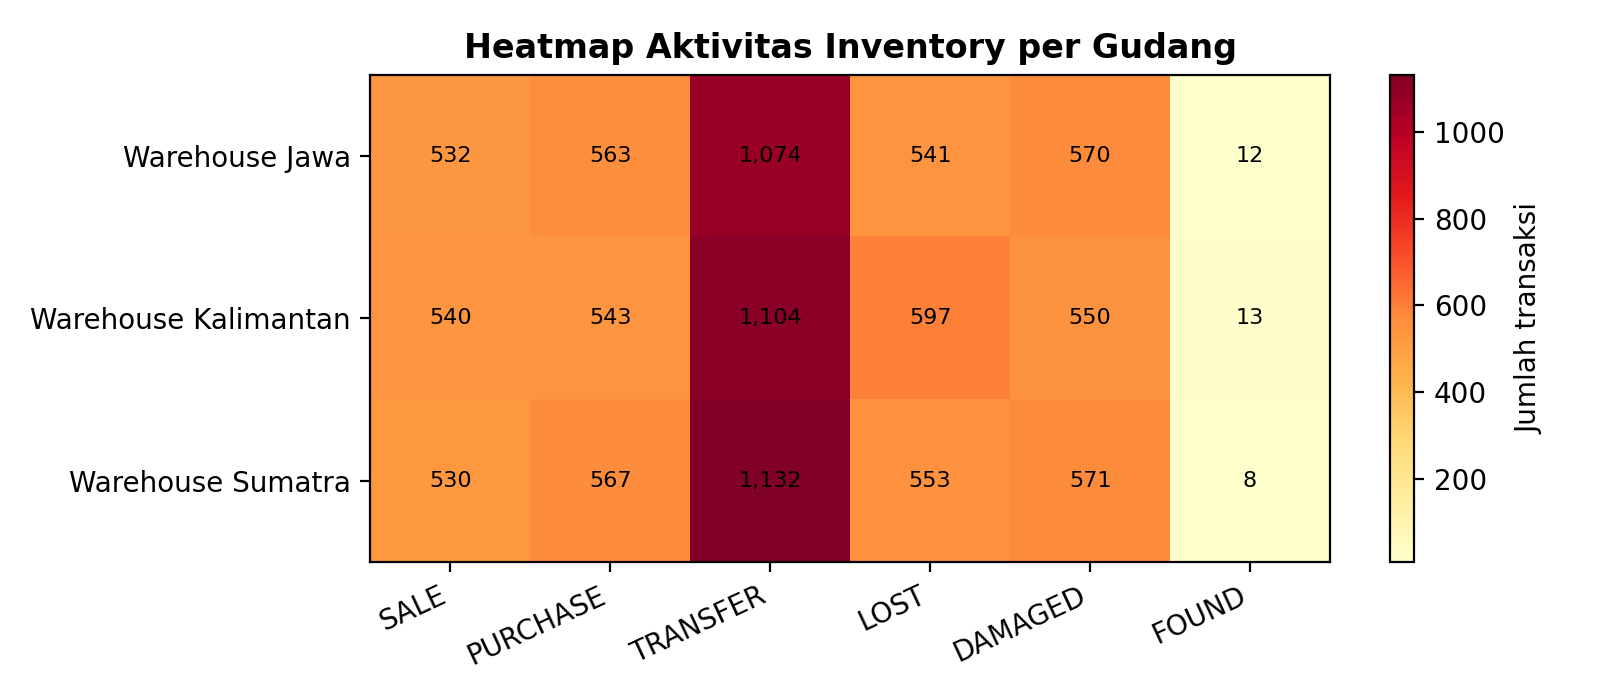 Heatmap Aktivitas Inventory per Gudang
Warehouse Jawa 532 563 1,074 541 570 12
Warehouse Kalimantan 540 543 1,104 597 550 13
Warehouse Sumatra 530 567 1,132 553 571 8
SALE PURCHASE TRANSFER LOST DAMAGED FOUND
1000
800
600
400
200
Jumlah transaksi